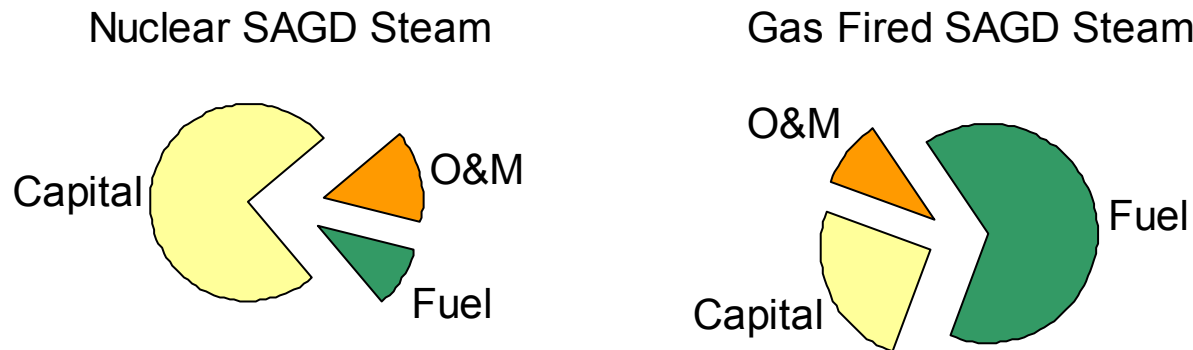 Nuclear SAGD Steam
Capital
O&M
Fuel
Gas Fired SAGD Steam
O&M
Fuel
Capital